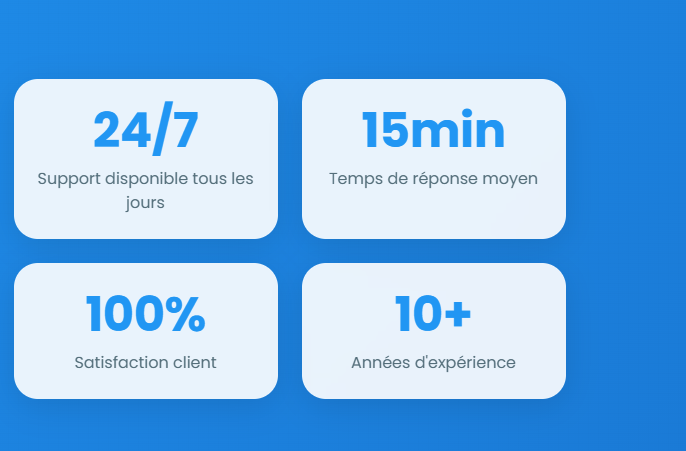 24/7
Support disponible tous les
jours
15min
Temps de réponse moyen
100%
Satisfaction client
10+
Années d'expérience